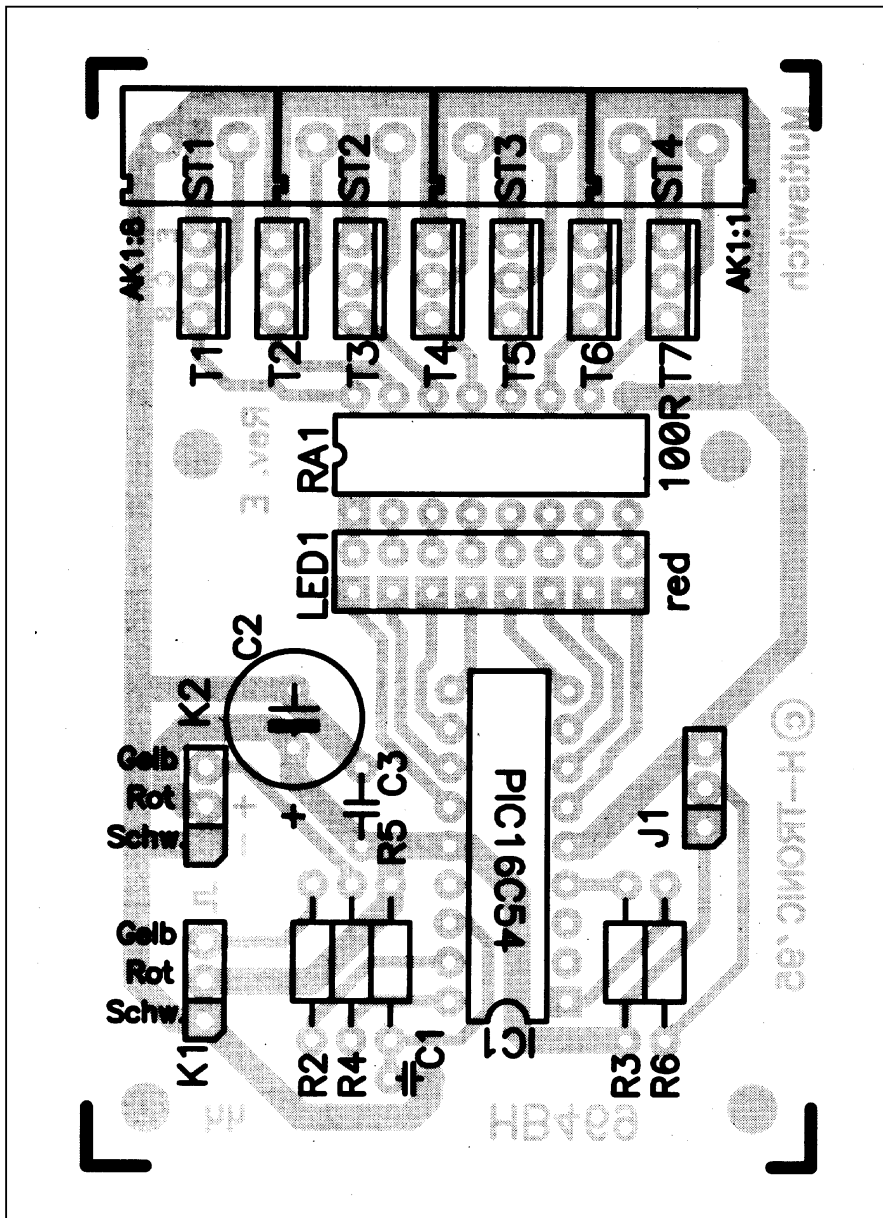 ST1
ST2
ST3
ST4
AK1:8
AK1:1
Multiswitch
E
C
B
T1
T2
T3
T4
T5
T6
T7
Rev. E
RA1
100R
LED1
red
C2
K2
Gelb
Rot
Schw.
+
-
+
C3
R5
PIC16C54
J1
© H-TRONIC
Gelb
Rot
Schw.
K1
R2
R4
C1
IC1
R3
R6
HB469